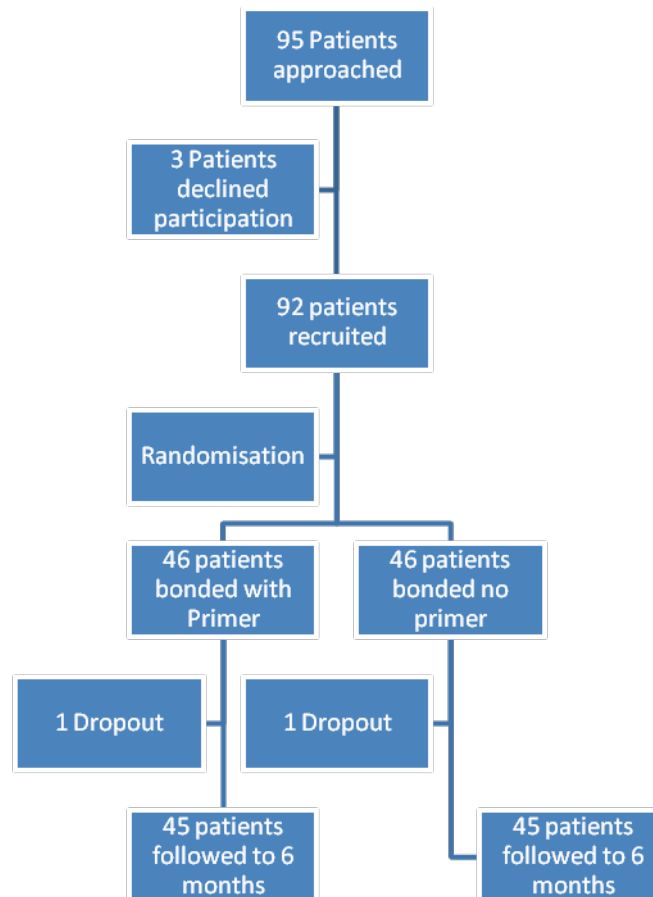 95 Patients
approached
3 Patients
declined
participation
92 patients
recruited
Randomisation
46 patients
bonded with
Primer
46 patients
bonded no
primer
1 Dropout
1 Dropout
45 patients
followed to 6
months
45 patients
followed to 6
months